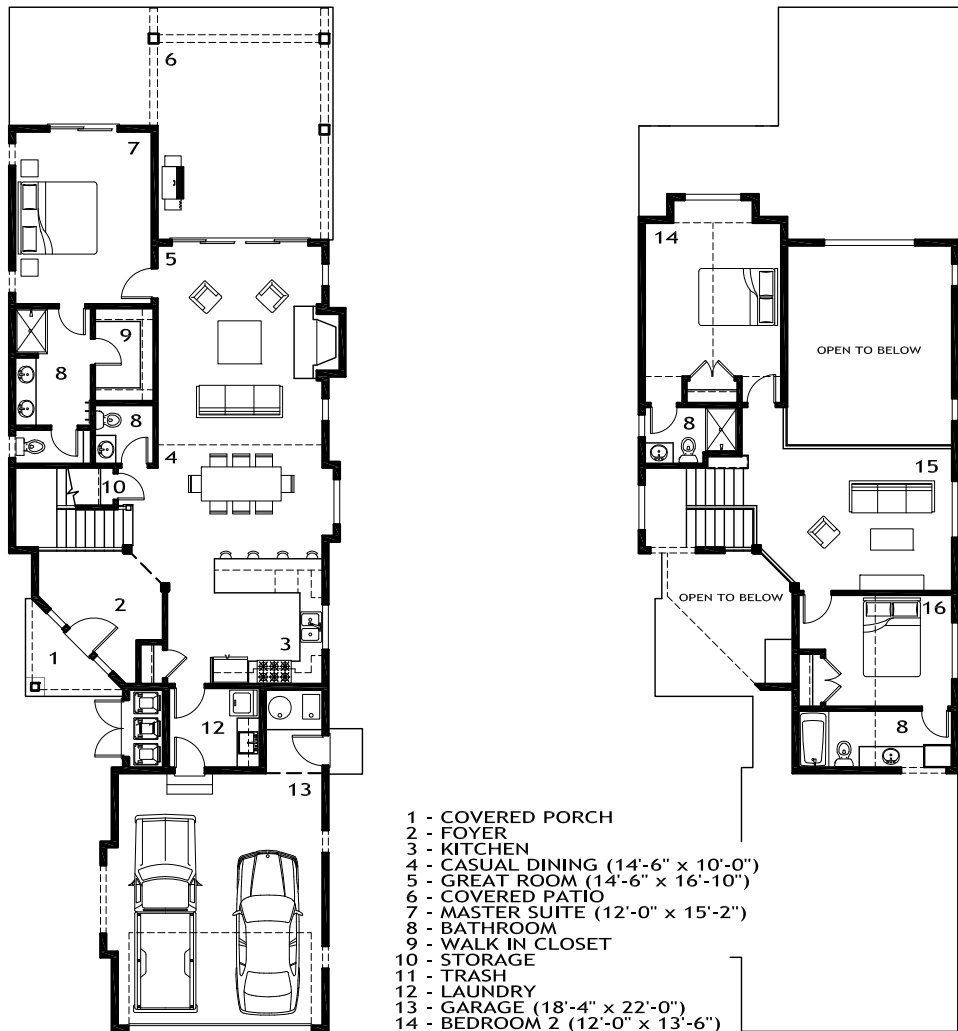 6
7
5
9
8
8
4
10
2
1
3
12
13
14
OPEN TO BELOW
8
15
OPEN TO BELOW
16
8
1 - COVERED PORCH
2 - FOYER
3 - KITCHEN
4 - CASUAL DINING (14'-6" x 10'-0")
5 - GREAT ROOM (14'-6" x 16'-10")
6 - COVERED PATIO
7 - MASTER SUITE (12'-0" x 15'-2")
8 - BATHROOM
9 - WALK IN CLOSET
10 - STORAGE
11 - TRASH
12 - LAUNDRY
13 - GARAGE (18'-4" x 22'-0")
14 - BEDROOM 2 (12'-0" x 13'-6")